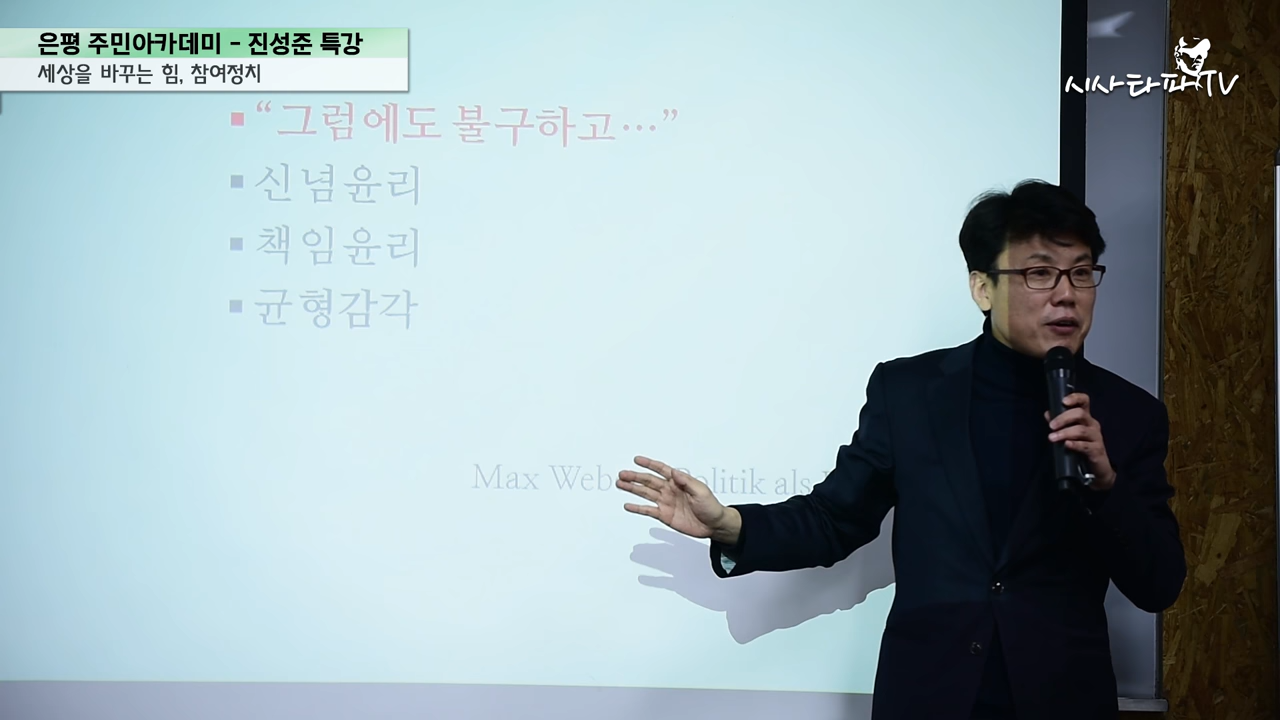 은평 주민아카데미 - 진성준 특강
세상을 바꾸는 힘, 참여정치
시사타파TV
▪ “그럼에도 불구하고…”
▪ 신념윤리
▪ 책임윤리
▪ 균형감각
Max Web Politik als